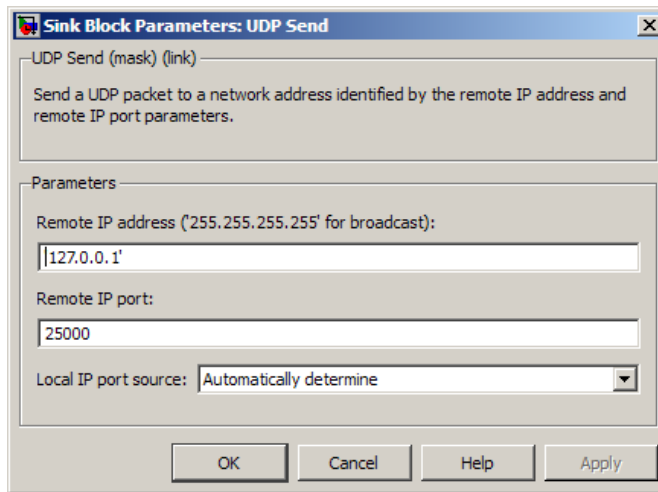 Sink Block Parameters: UDP Send
UDP Send (mask) (link)
Send a UDP packet to a network address identified by the remote IP address and
remote IP port parameters.
Parameters
Remote IP address ('255.255.255.255' for broadcast):
'127.0.0.1'
Remote IP port:
25000
Local IP port source: Automatically determine
OK Cancel Help Apply